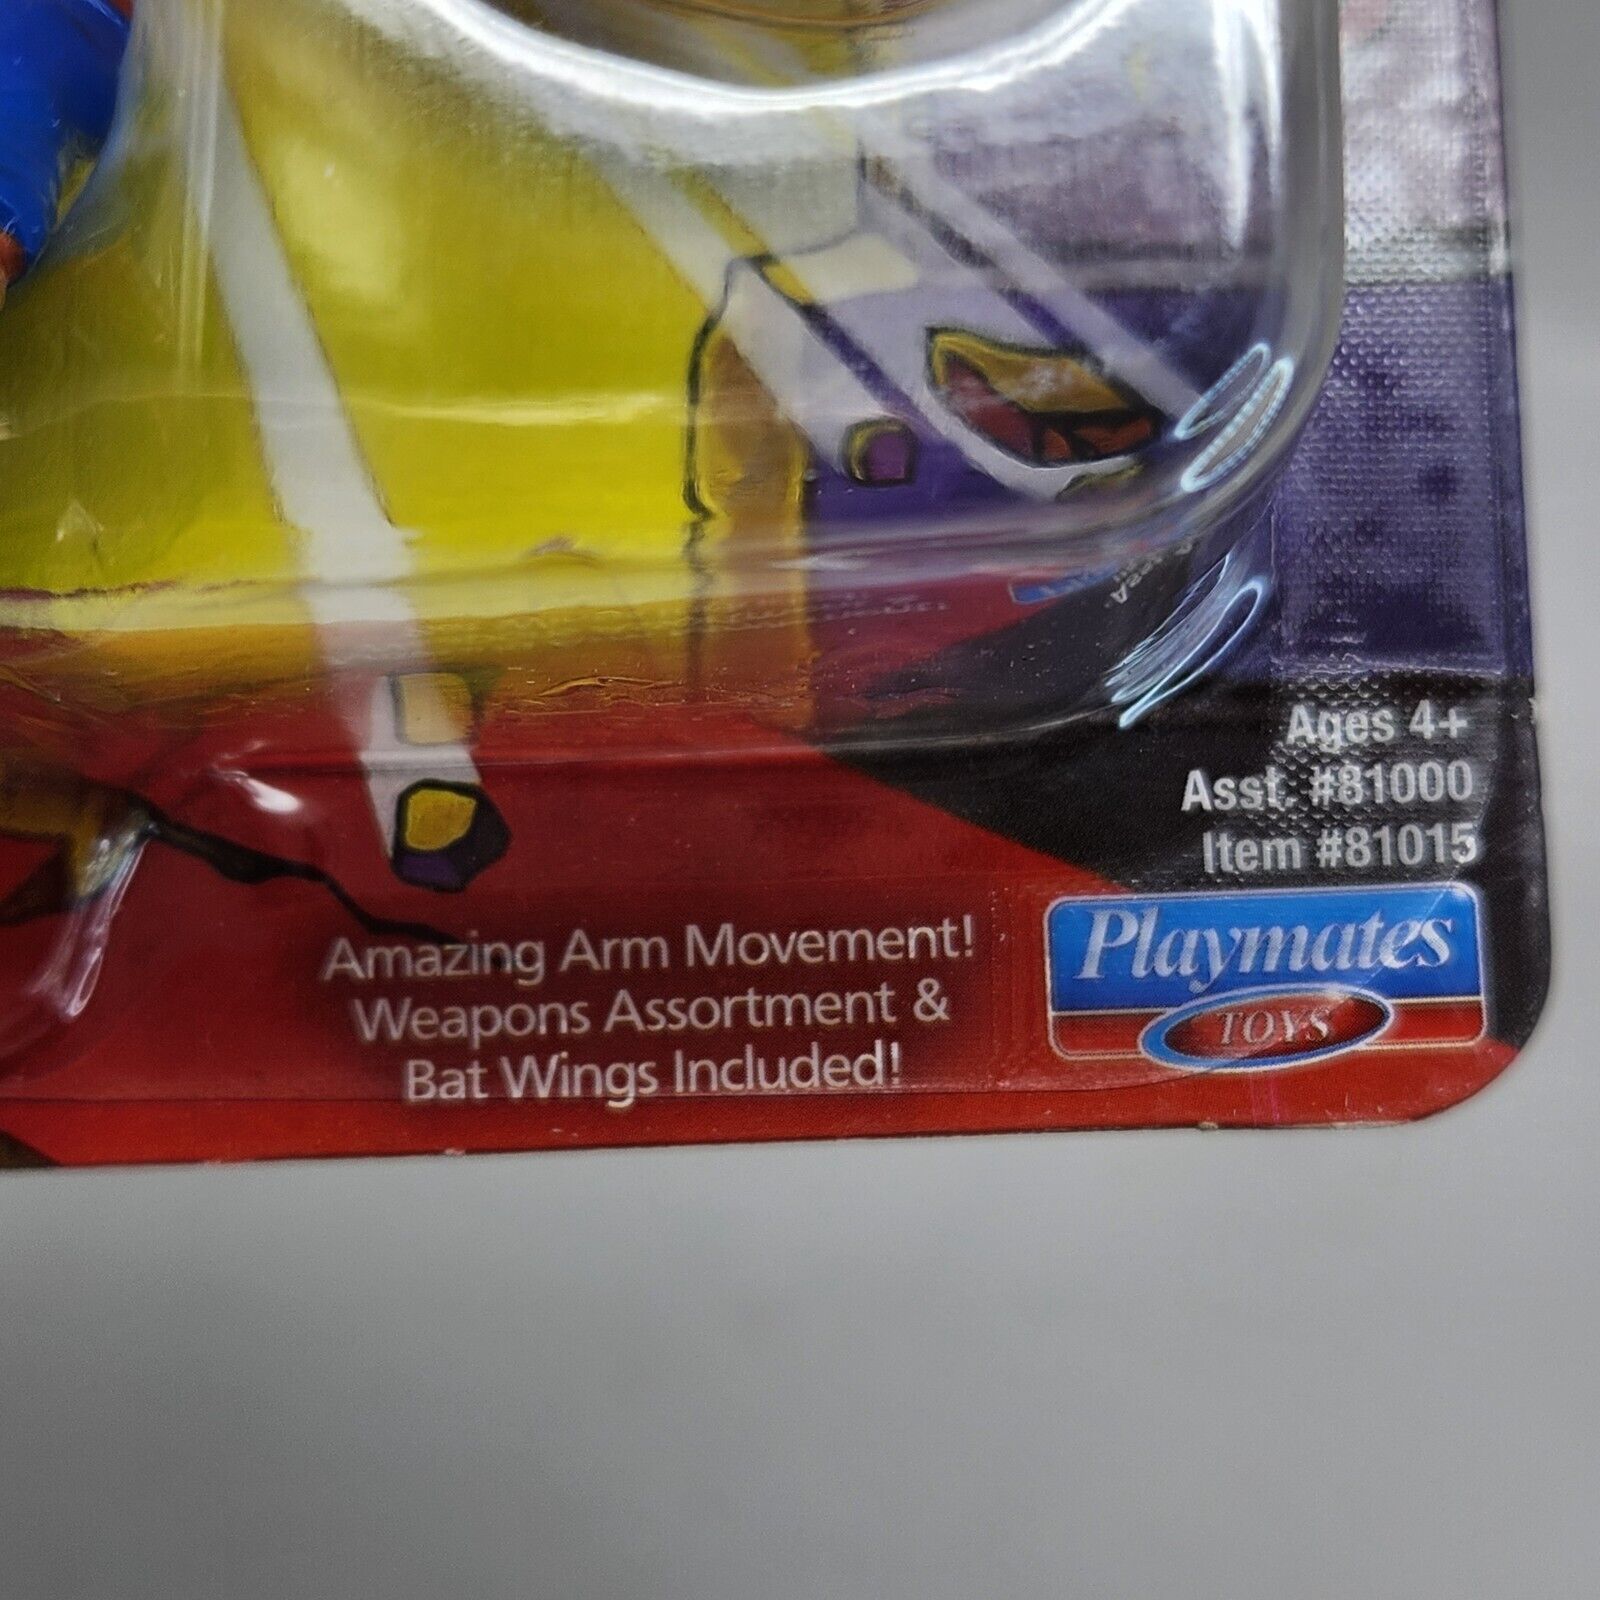 Ages 4+
Asst. #81000
Item #81015
Playmates
TOYS
Amazing Arm Movement!
Weapons Assortment &
Bat Wings Included!